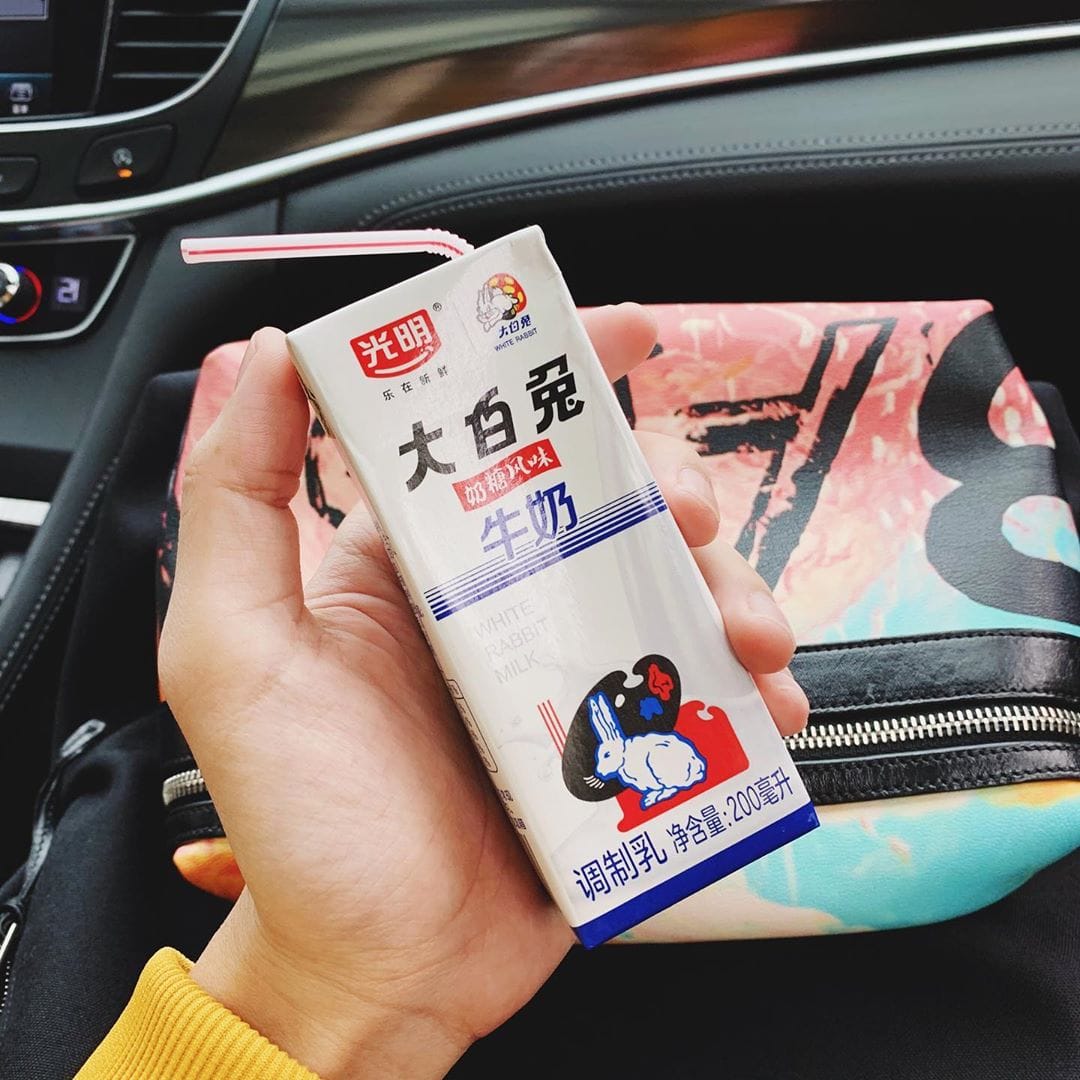 21
光明®
乐在新鲜
大白兔
WHITE RABBIT
大白兔
奶糖风味
牛奶
WHITE
RABBIT
MILK
调制乳 净含量:200毫升